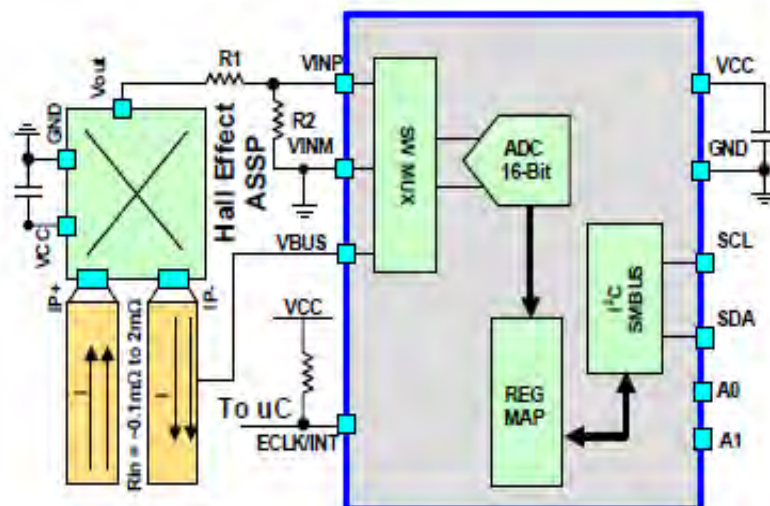 Vout
R1
VINP
VCC
GND
R2
Hall Effect
ASSP
VINM
SW MUX
ADC
16-Bit
GND
VCC
VBUS
I²C
SMBUS
SCL
SDA
IP+
IP-
I
Rin = ~0.1mΩ to 2mΩ
I
VCC
REG
MAP
A0
A1
To uC
ECLK/INT